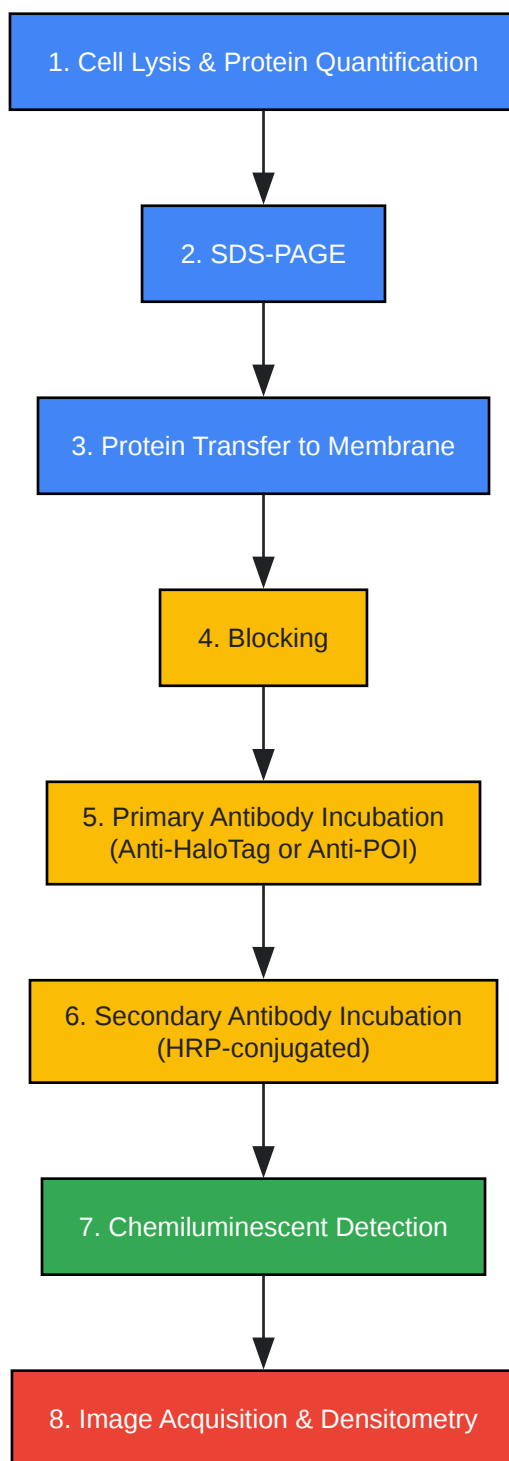 1. Cell Lysis & Protein Quantification
2. SDS-PAGE
3. Protein Transfer to Membrane
4. Blocking
5. Primary Antibody Incubation
(Anti-HaloTag or Anti-POI)
6. Secondary Antibody Incubation
(HRP-conjugated)
7. Chemiluminescent Detection
8. Image Acquisition & Densitometry